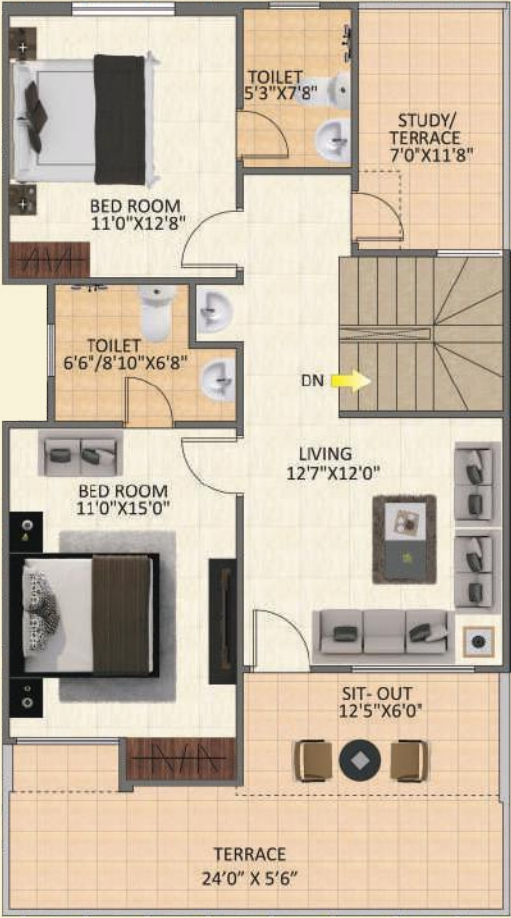 TOILET
5'3"X7'8"
STUDY/
TERRACE
7'0"X11'8"
BED ROOM
11'0"X12'8"
TOILET
6'6"/8'10"X6'8"
DN
LIVING
12'7"X12'0"
BED ROOM
11'0"X15'0"
SIT- OUT
12'5"X6'0"
TERRACE
24'0" X 5'6"